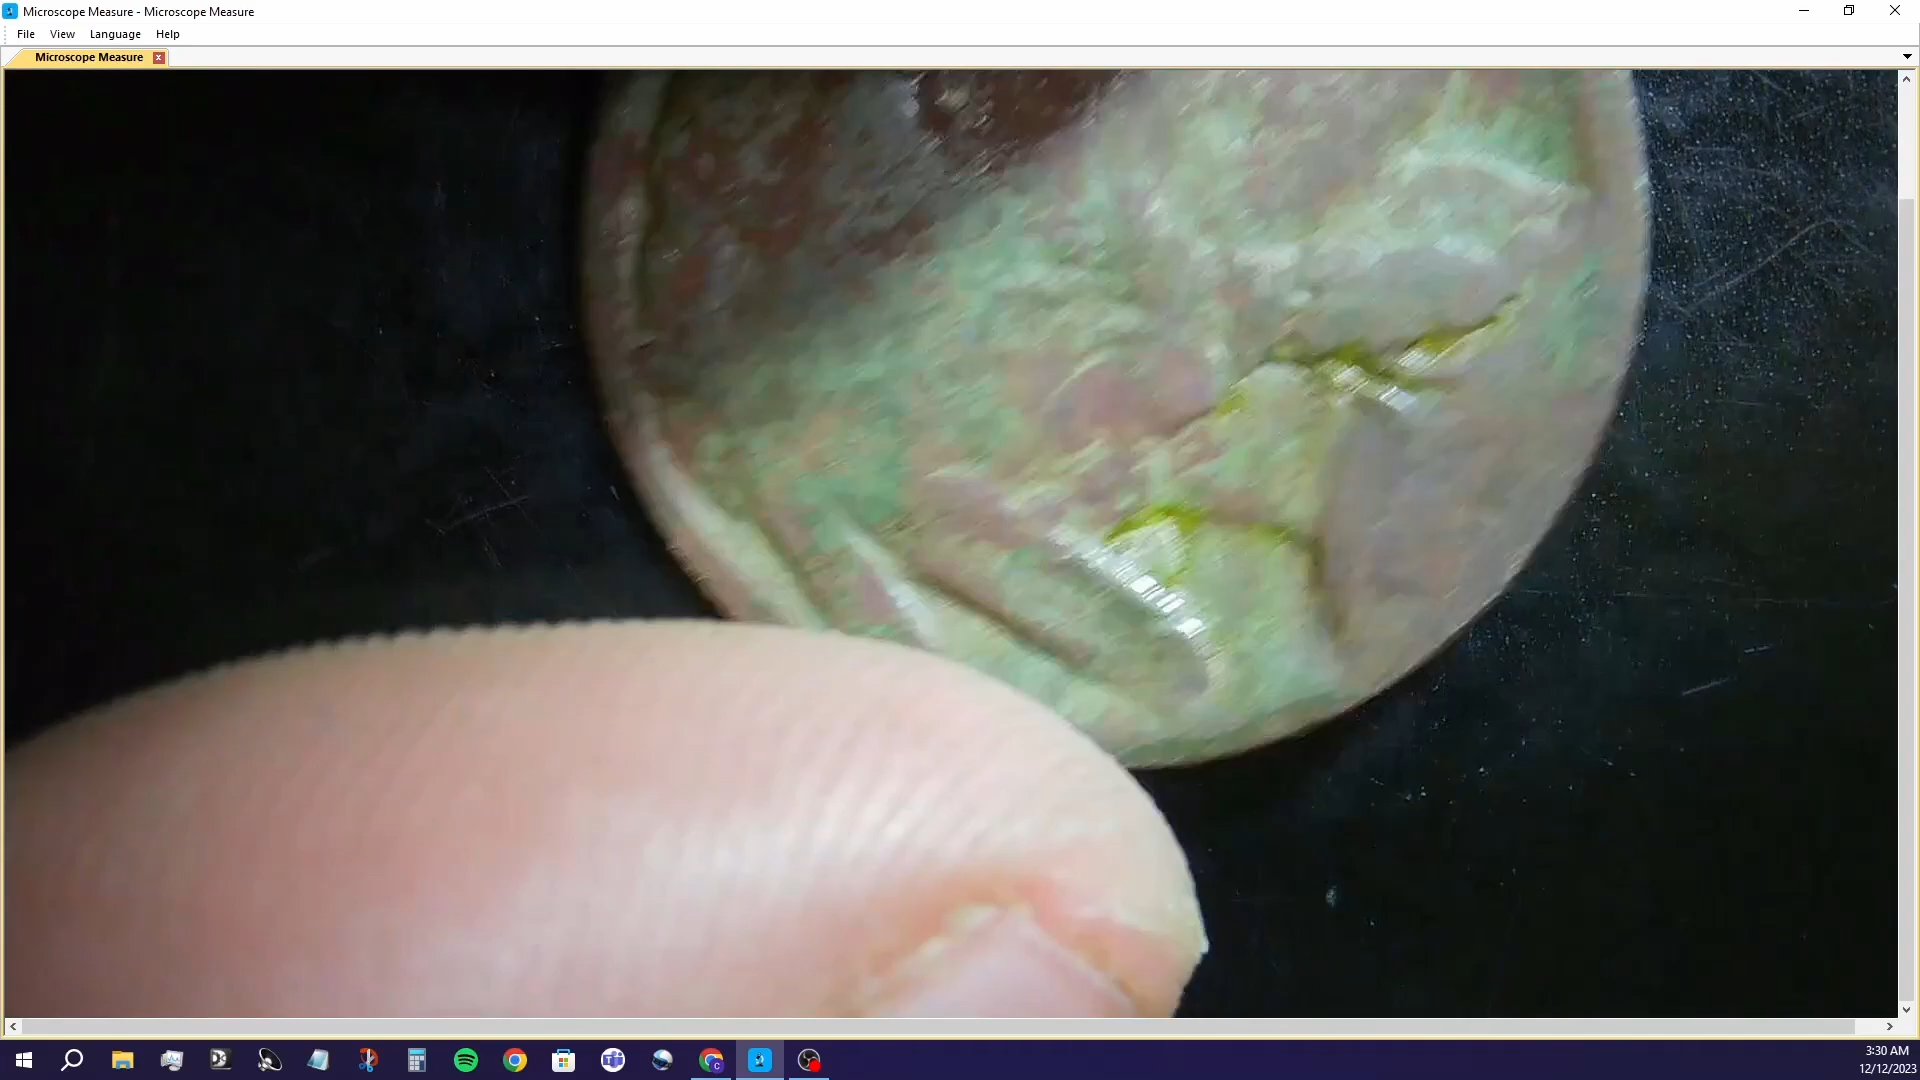 Microscope Measure - Microscope Measure
File View Language Help
Microscope Measure
3:30 AM
12/12/2023